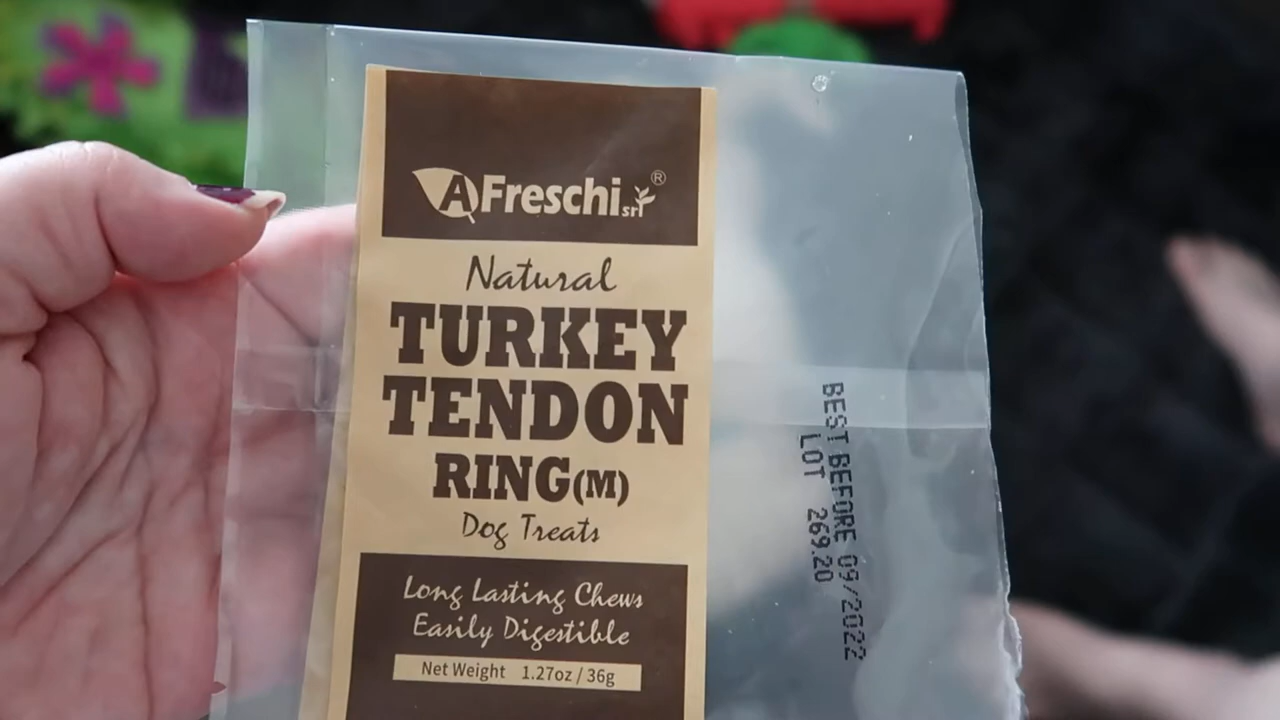 AFreschi srl ®
Natural
TURKEY
TENDON
RING(M)
Dog Treats
Long Lasting Chews
Easily Digestible
Net Weight 1.27oz / 36g
BEST BEFORE 09/2022
LOT 269.20